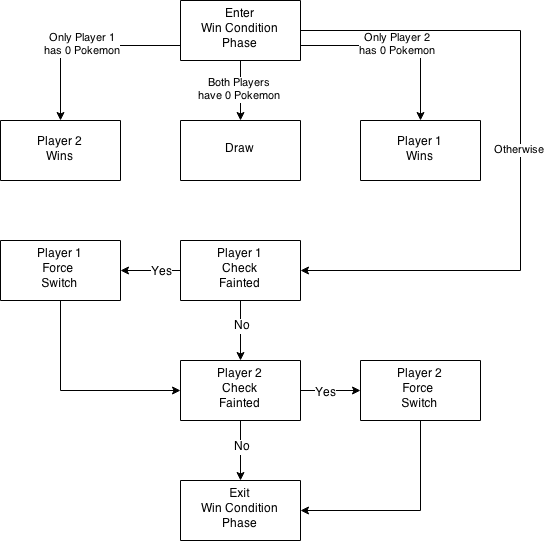 Enter
Win Condition
Phase
Only Player 1
has 0 Pokemon
Only Player 2
has 0 Pokemon
Both Players
have 0 Pokemon
Player 2
Wins
Draw
Player 1
Wins
Otherwise
Player 1
Force
Switch
Yes
Player 1
Check
Fainted
No
Player 2
Check
Fainted
Yes
Player 2
Force
Switch
No
Exit
Win Condition
Phase